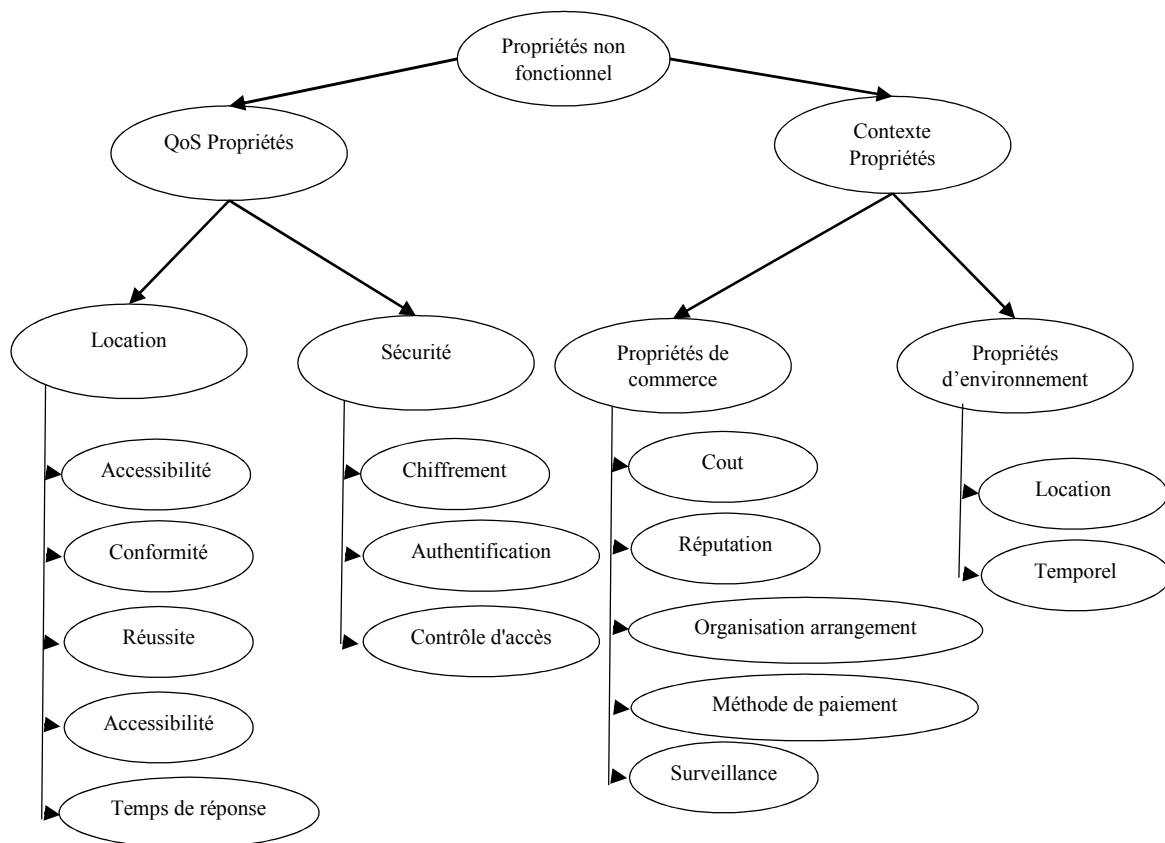 Propriétés non
fonctionnel
QoS Propriétés
Contexte
Propriétés
Location
Sécurité
Propriétés de
commerce
Propriétés
d’environnement
Accessibilité
Conformité
Réussite
Accessibilité
Temps de réponse
Chiffrement
Authentification
Contrôle d'accès
Cout
Réputation
Organisation arrangement
Méthode de paiement
Surveillance
Location
Temporel